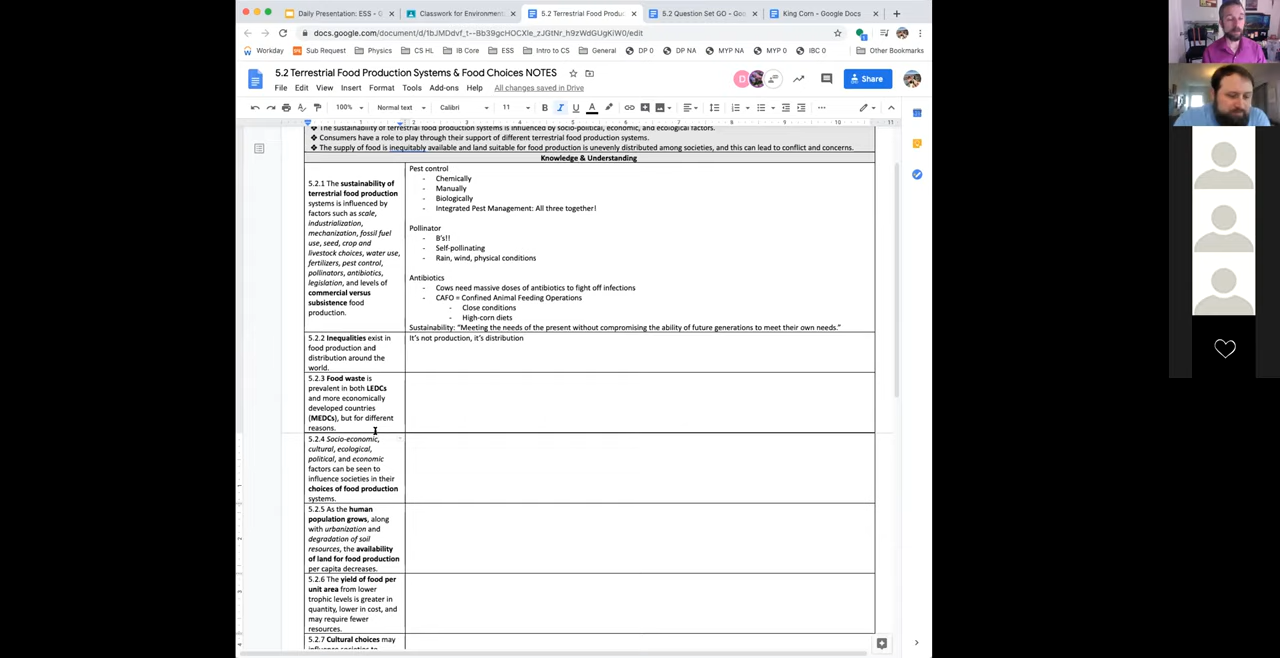 Daily Presentation: ESS - G
Classwork for Environment
5.2 Terrestrial Food Produc
5.2 Question Set GO - Goo
King Corn - Google Docs
docs.google.com/document/d/
/edit
Workday
Sub Request
Physics
CS HL
IB Core
ESS
Intro to CS
General
DP 0
DP NA
MYP NA
MYP 0
IBC 0
Other Bookmarks
5.2 Terrestrial Food Production Systems & Food Choices NOTES
Share
File Edit View Insert Format Tools Add-ons Help All changes saved in Drive
100% Normal text Calibri 11 B I U A
❖ The sustainability of terrestrial food production systems is influenced by socio-political, economic, and ecological factors.
❖ Consumers have a role to play through their support of different terrestrial food production systems.
❖ The supply of food is inequitably available and land suitable for food production is unevenly distributed among societies, and this can lead to conflict and concerns.
Knowledge & Understanding
5.2.1 The sustainability of
terrestrial food production
systems is influenced by
factors such as scale,
industrialization,
mechanization, fossil fuel
use, seed, crop and
livestock choices, water use,
fertilizers, pest control,
pollinators, antibiotics,
legislation, and levels of
commercial versus
subsistence food
production.
Pest control
- Chemically
- Manually
- Biologically
- Integrated Pest Management: All three together!
Pollinator
- B's!!
- Self-pollinating
- Rain, wind, physical conditions
Antibiotics
- Cows need massive doses of antibiotics to fight off infections
- CAFO = Confined Animal Feeding Operations
- Close conditions
- High-corn diets
Sustainability: "Meeting the needs of the present without compromising the ability of future generations to meet their own needs."
5.2.2 Inequalities exist in
food production and
distribution around the
world.
It's not production, it's distribution
5.2.3 Food waste is
prevalent in both LEDCs
and more economically
developed countries
(MEDCs), but for different
reasons.
5.2.4 Socio-economic,
cultural, ecological,
political, and economic
factors can be seen to
influence societies in their
choices of food production
systems.
5.2.5 As the human
population grows, along
with urbanization and
degradation of soil
resources, the availability
of land for food production
per capita decreases.
5.2.6 The yield of food per
unit area from lower
trophic levels is greater in
quantity, lower in cost, and
may require fewer
resources.
5.2.7 Cultural choices may
influence societies to